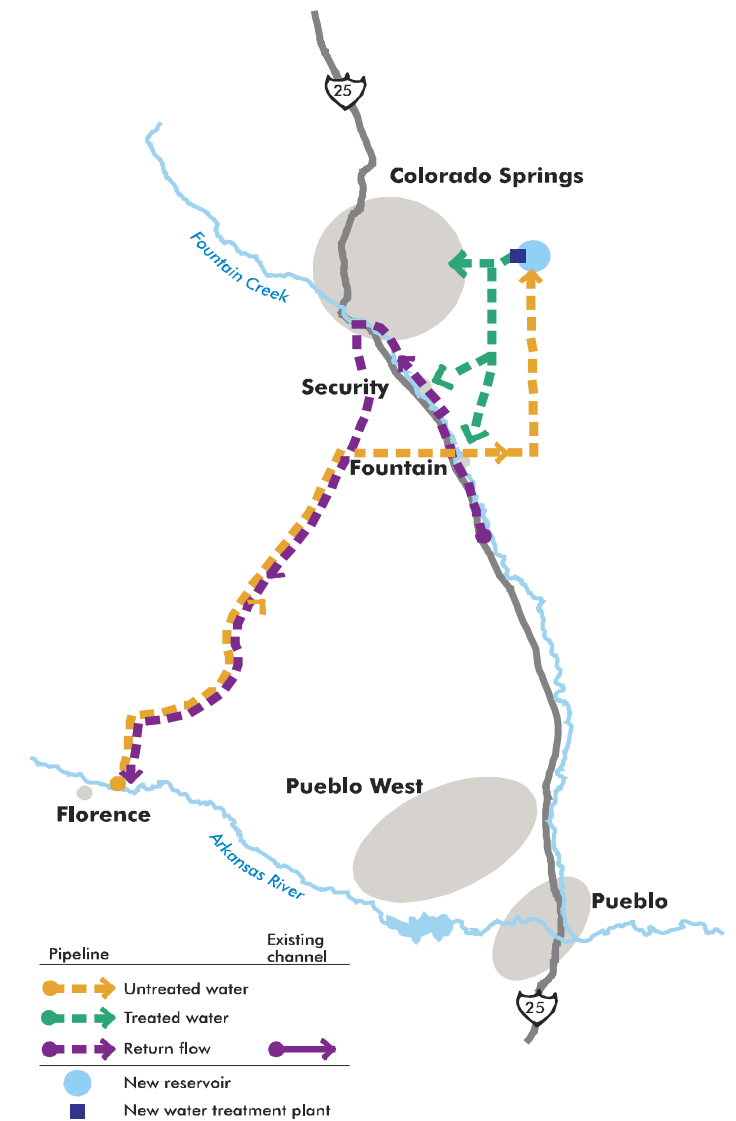 25
Colorado Springs
Fountain Creek
Security
Fountain
Pueblo West
Florence
Arkansas River
Pueblo
Pipeline
Existing
channel
Untreated water
Treated water
Return flow
25
New reservoir
New water treatment plant